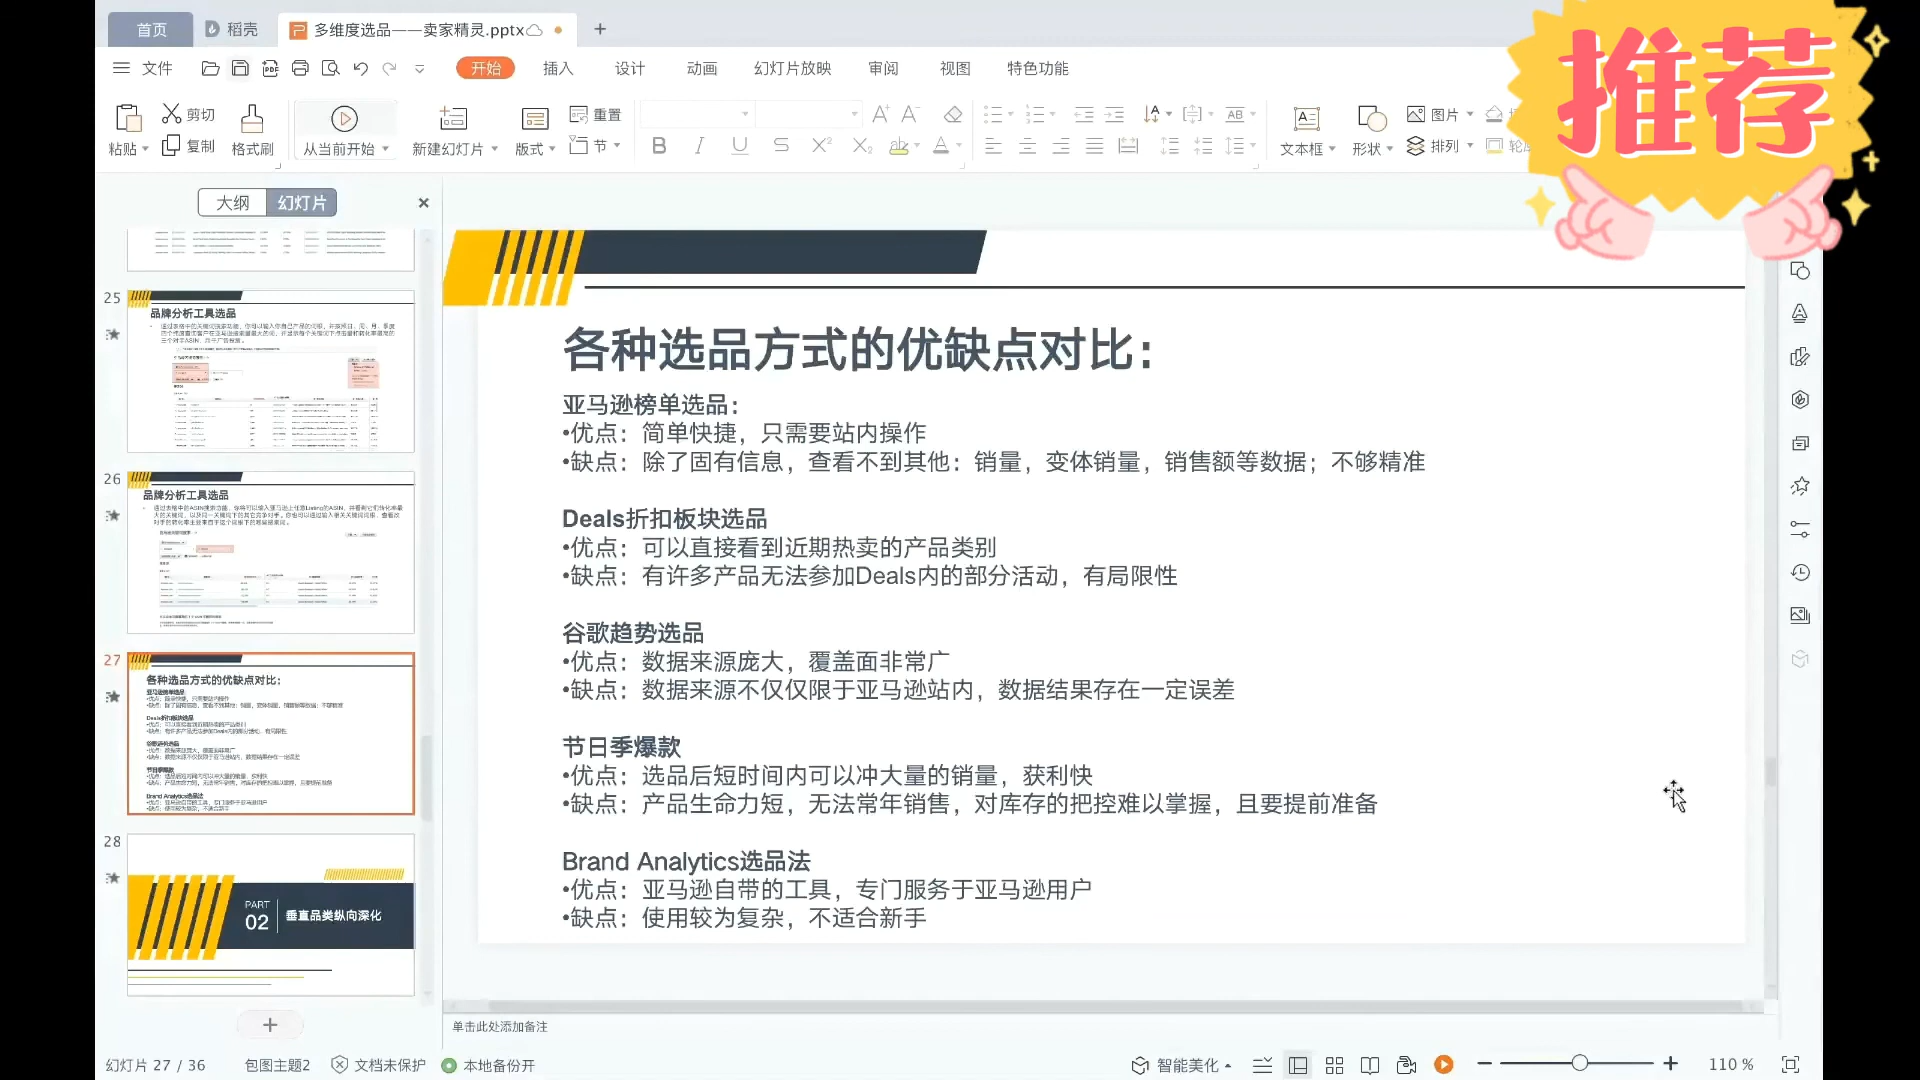 首页
稻壳
多维度选品——卖家精灵.pptx
推荐
文件
开始
插入
设计
动画
幻灯片放映
审阅
视图
特色功能
粘贴
剪切
复制
格式刷
从当前开始
新建幻灯片
版式
重置
节
文本框
形状
图片
排列
大纲
幻灯片
25
品牌分析工具选品
26
品牌分析工具选品
27
各种选品方式的优缺点对比：
28
PART
02
垂直品类纵向深化
各种选品方式的优缺点对比：
亚马逊榜单选品：
•优点：简单快捷，只需要站内操作
•缺点：除了固有信息，查看不到其他：销量，变体销量，销售额等数据；不够精准
Deals折扣板块选品
•优点：可以直接看到近期热卖的产品类别
•缺点：有许多产品无法参加Deals内的部分活动，有局限性
谷歌趋势选品
•优点：数据来源庞大，覆盖面非常广
•缺点：数据来源不仅仅限于亚马逊站内，数据结果存在一定误差
节日季爆款
•优点：选品后短时间内可以冲大量的销量，获利快
•缺点：产品生命力短，无法常年销售，对库存的把控难以掌握，且要提前准备
Brand Analytics选品法
•优点：亚马逊自带的工具，专门服务于亚马逊用户
•缺点：使用较为复杂，不适合新手
单击此处添加备注
幻灯片 27 / 36
包图主题2
文档未保护
本地备份开
智能美化
110 %